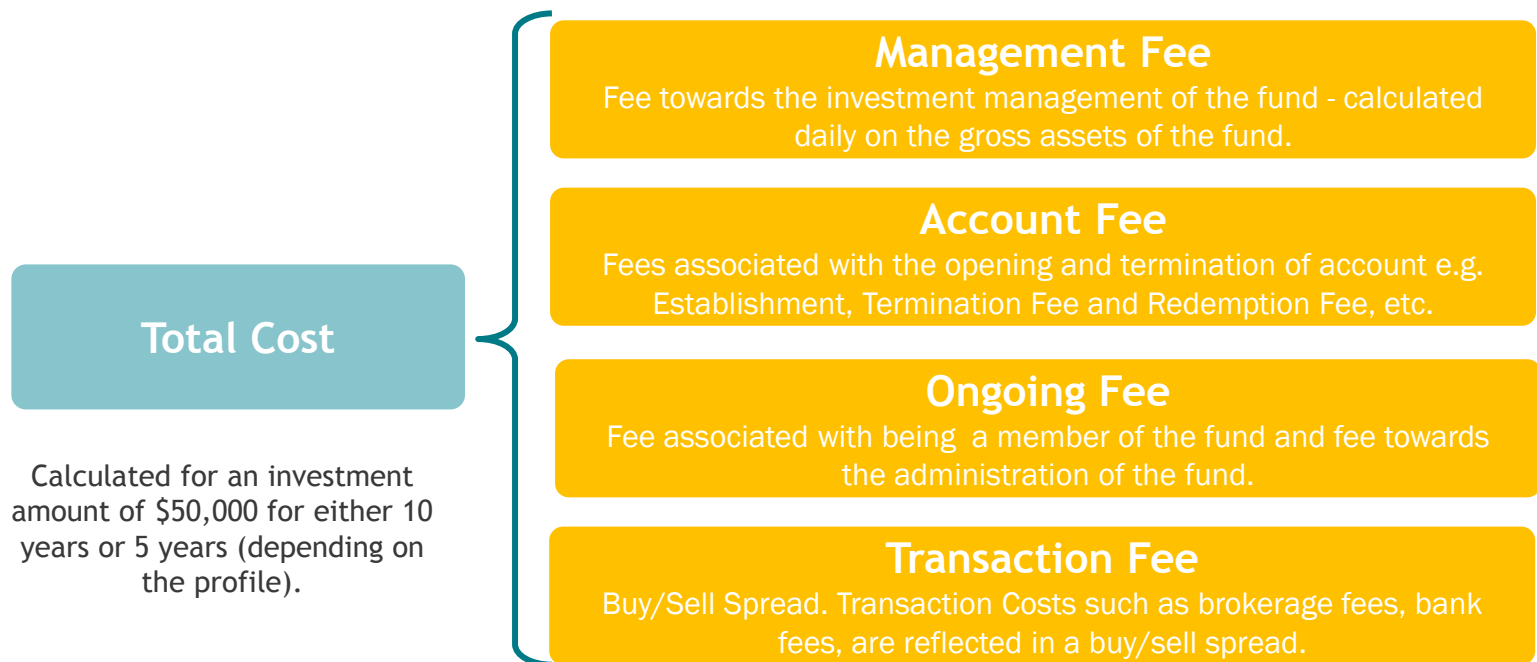 Total Cost
Calculated for an investment
amount of $50,000 for either 10
years or 5 years (depending on
the profile).
Management Fee
Fee towards the investment management of the fund - calculated
daily on the gross assets of the fund.
Account Fee
Fees associated with the opening and termination of account e.g.
Establishment, Termination Fee and Redemption Fee, etc.
Ongoing Fee
Fee associated with being  a member of the fund and fee towards
the administration of the fund.
Transaction Fee
Buy/Sell Spread. Transaction Costs such as brokerage fees, bank
fees, are reflected in a buy/sell spread.